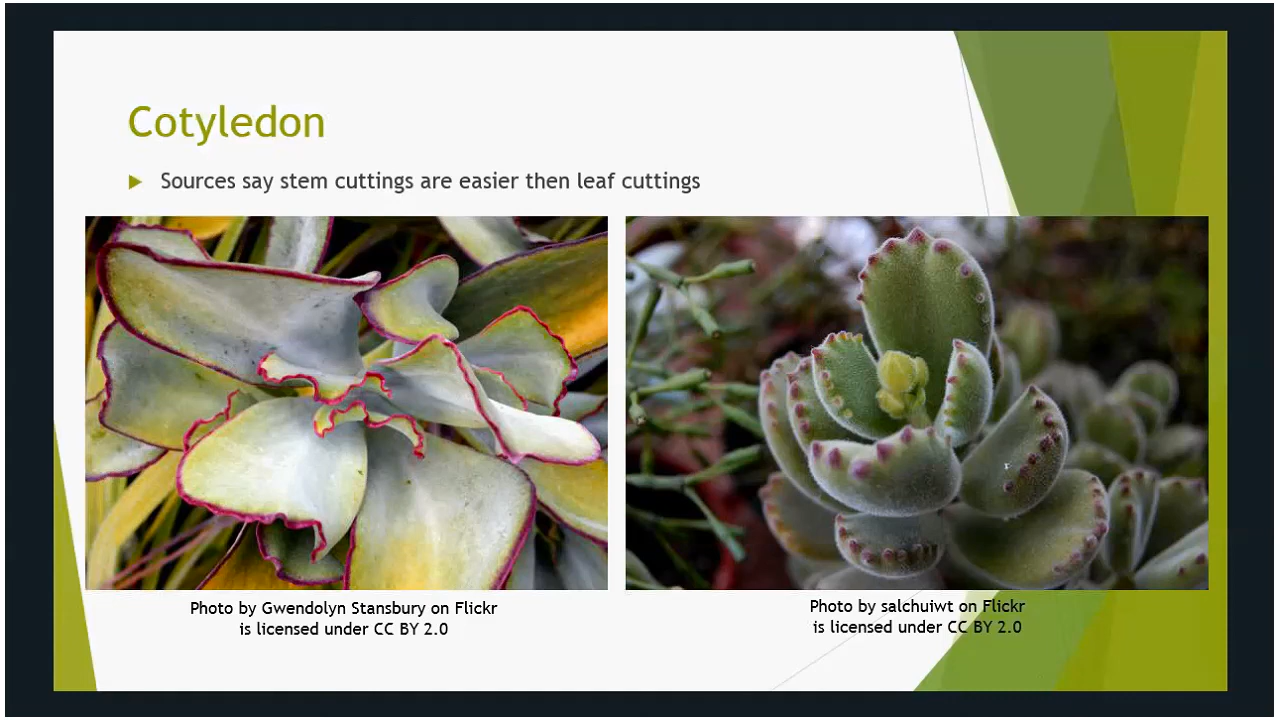 Cotyledon
Sources say stem cuttings are easier then leaf cuttings
Photo by Gwendolyn Stansbury on Flickr
is licensed under CC BY 2.0
Photo by salchuiwt on Flickr
is licensed under CC BY 2.0